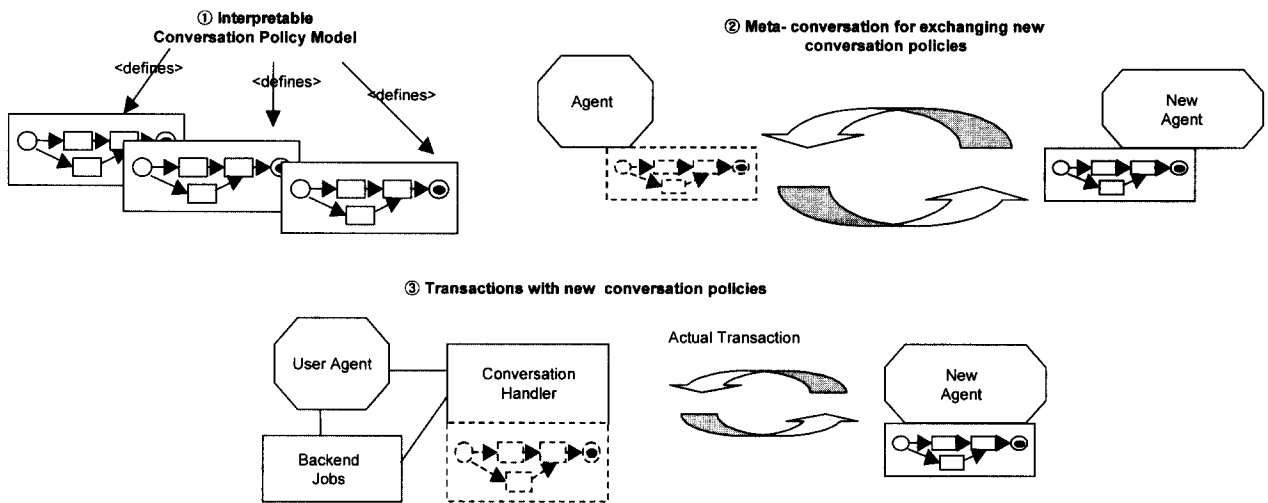 ① Interpretable
Conversation Policy Model
<defines>
<defines>
<defines>
② Meta- conversation for exchanging new
conversation policies
Agent
New
Agent
③ Transactions with new conversation policies
User Agent
Conversation
Handler
Backend
Jobs
Actual Transaction
New
Agent